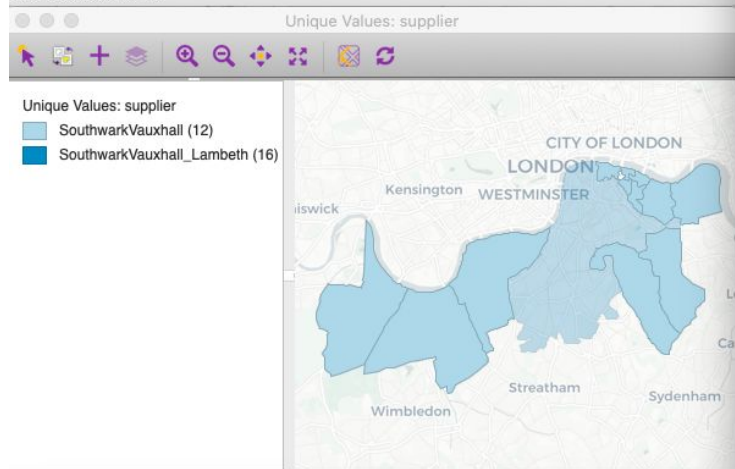 Unique Values: supplier
Unique Values: supplier
SouthwarkVauxhall (12)
SouthwarkVauxhall_Lambeth (16)
CITY OF LONDON
LONDON
Kensington
WESTMINSTER
iswick
L
Ca
Streatham
Sydenham
Wimbledon